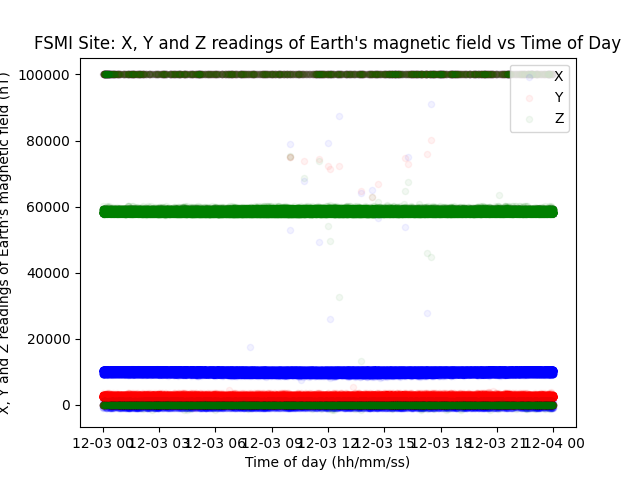 FSMI Site: X, Y and Z readings of Earth's magnetic field vs Time of Day
X, Y and Z readings of Earth's magnetic field (nT)
100000
80000
60000
40000
20000
0
X
Y
Z
12-03 00 12-03 03 12-03 06 12-03 09 12-03 12 12-03 15 12-03 18 12-03 21 12-04 00
Time of day (hh/mm/ss)